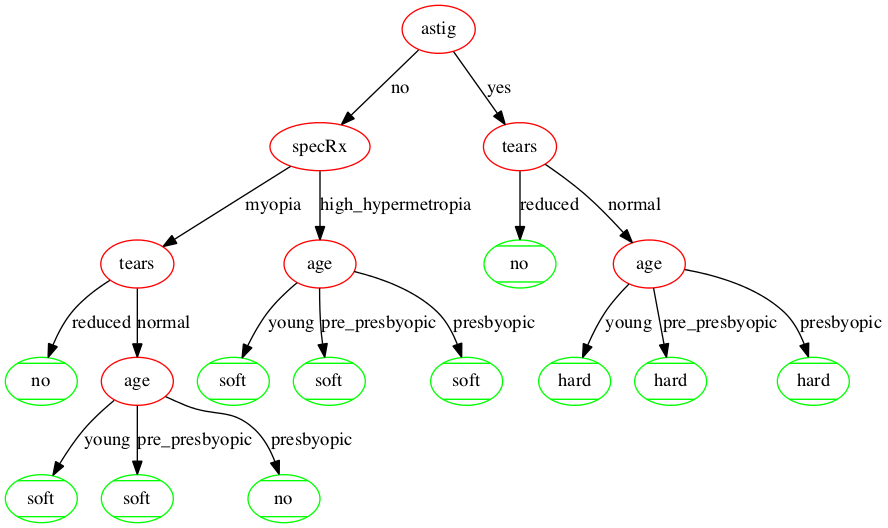 astig
no
yes
specRx
tears
myopia
high_hypermetropia
reduced
normal
tears
age
no
age
reduced
normal
young
pre_presbyopic
presbyopic
young
pre_presbyopic
presbyopic
no
age
soft
soft
soft
hard
hard
hard
young
pre_presbyopic
presbyopic
soft
soft
no